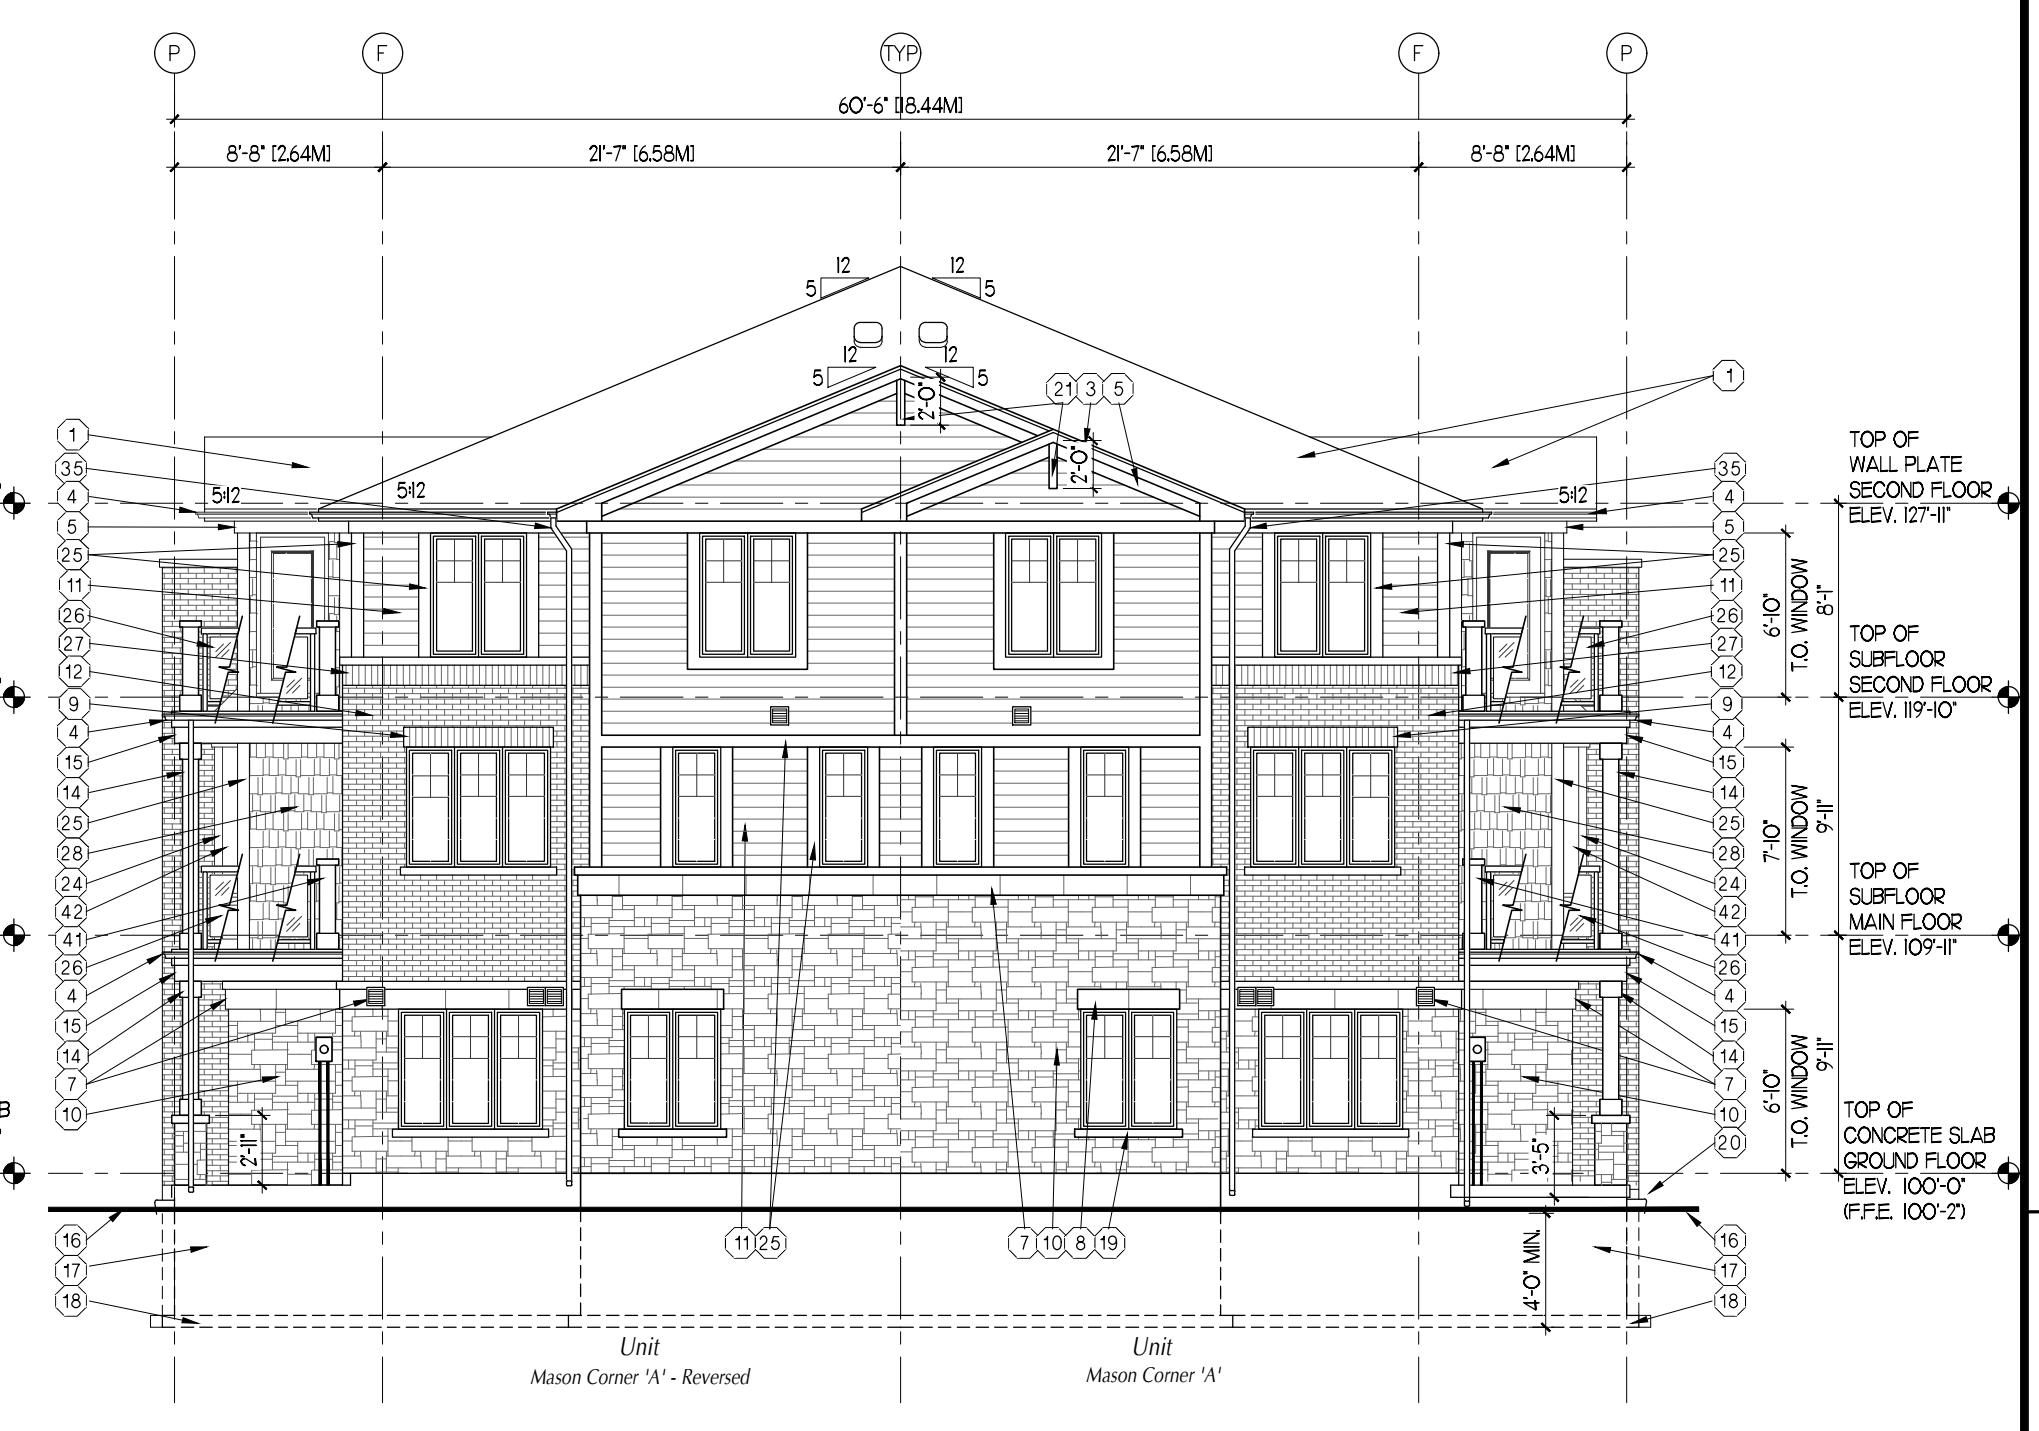 P F TYP F P
60'-6" [18.44M]
8'-8" [2.64M] 21'-7" [6.58M] 21'-7" [6.58M] 8'-8" [2.64M]
12 12
5 5
12 12
5 5
2'-0"
21 3 5
2'-0"
5:12 5:12 5:12
1
35
4
5
25
11
26
27
12
9
4
15
14
25
28
24
42
41
26
4
15
14
7
10
16
17
18
2'-11"
11 25
7 10 8 19
3'-5"
4'-0" MIN.
1
35
4
5
25
11
26
27
12
9
4
15
14
25
28
24
42
41
26
4
15
14
7
10
20
16
17
18
6'-10"
T.O. WINDOW
8'-1"
7'-10"
T.O. WINDOW
9'-11"
6'-10"
T.O. WINDOW
9'-11"
TOP OF
WALL PLATE
SECOND FLOOR
ELEV. 127'-11"
TOP OF
SUBFLOOR
SECOND FLOOR
ELEV. 119'-10"
TOP OF
SUBFLOOR
MAIN FLOOR
ELEV. 109'-11"
TOP OF
CONCRETE SLAB
GROUND FLOOR
ELEV. 100'-0"
(F.F.E. 100'-2")
Unit
Mason Corner 'A' - Reversed
Unit
Mason Corner 'A'